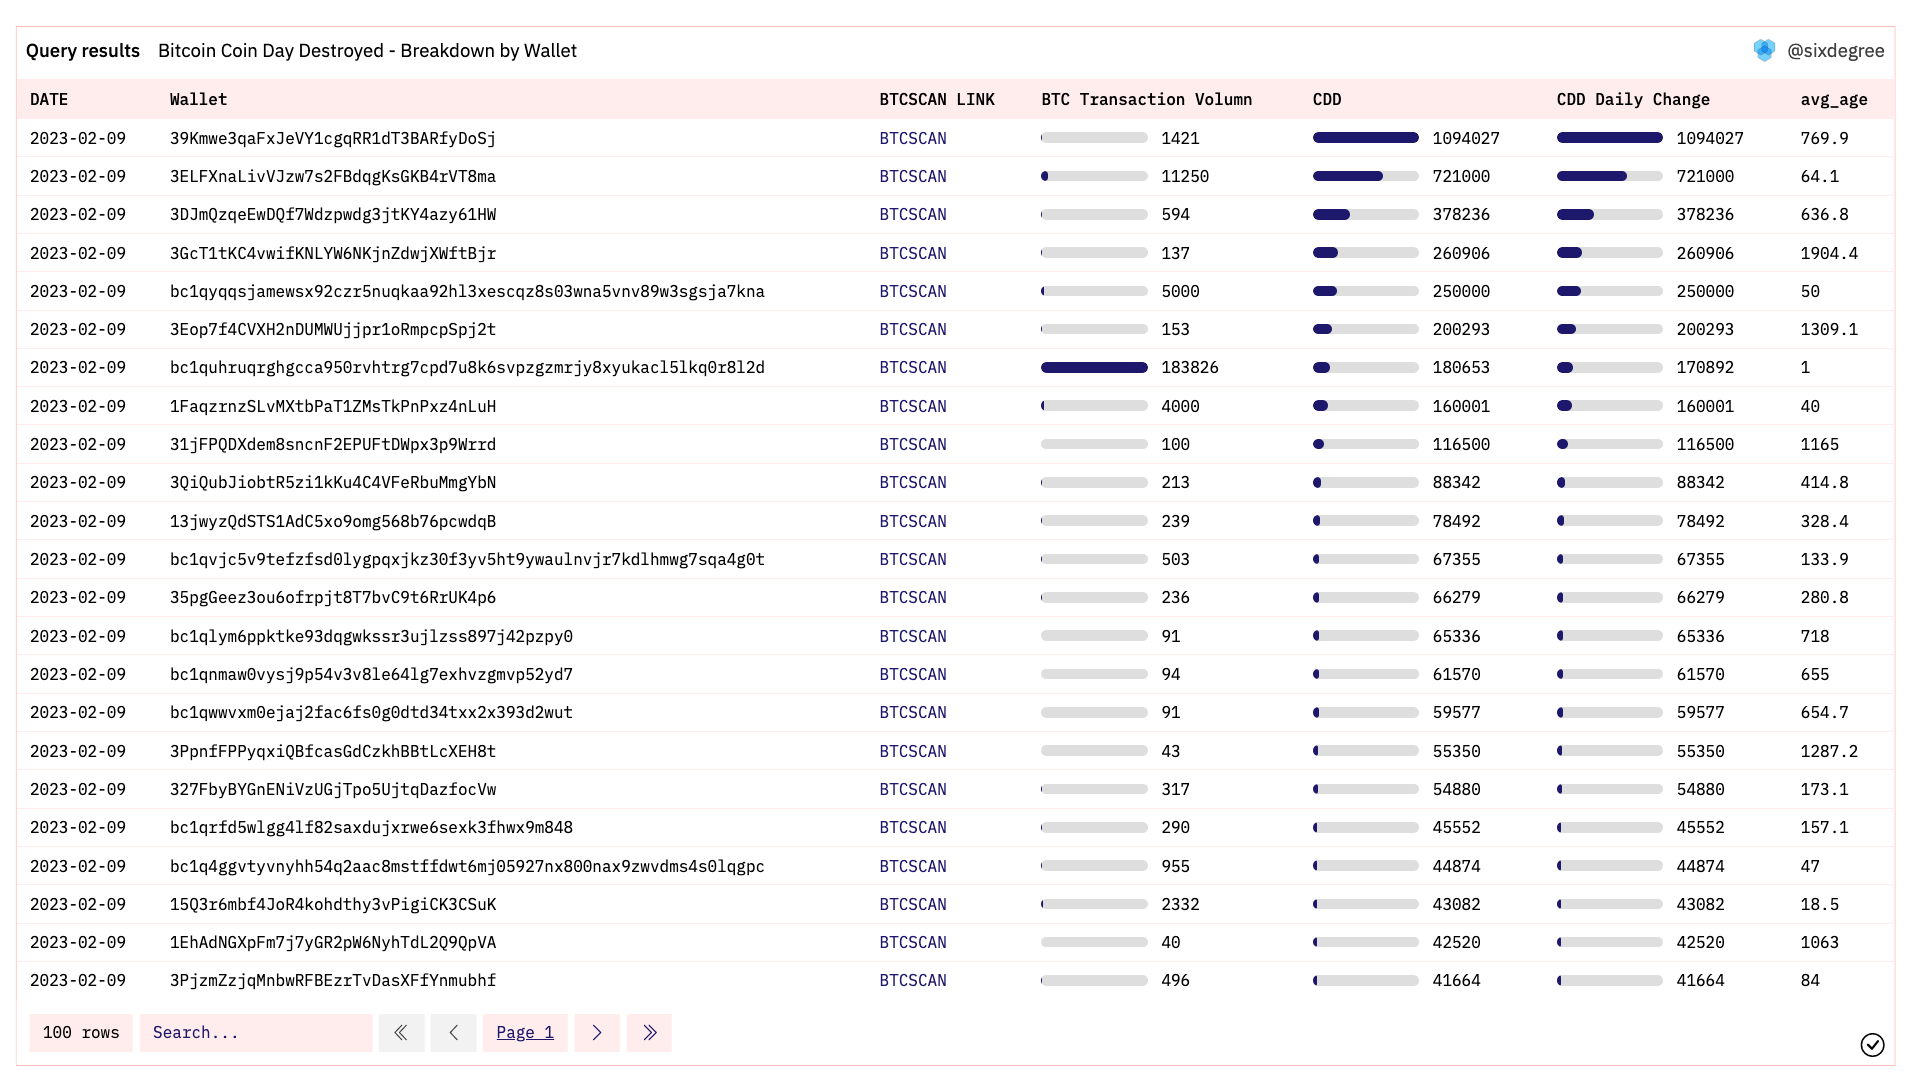 Query results Bitcoin Coin Day Destroyed - Breakdown by Wallet @sixdegree
DATE Wallet BTCSCAN LINK BTC Transaction Volumn CDD CDD Daily Change avg_age
2023-02-09 39Kmwe3qaFxJeVY1cgqRR1dT3BARfyDoSj BTCSCAN 1421 1094027 1094027 769.9
2023-02-09 3ELFXnaLivVJzw7s2FBdqgKsGKB4rVT8ma BTCSCAN 11250 721000 721000 64.1
2023-02-09 3DJmQzqeEwDQf7Wdzpwdg3jtKY4azy61HW BTCSCAN 594 378236 378236 636.8
2023-02-09 3GcT1tKC4vwifKNLYW6NKjnZdwjXWftBjr BTCSCAN 137 260906 260906 1904.4
2023-02-09 bc1qyqqsjamewsx92czr5nuqkaa92hl3xescqz8s03wna5vnv89w3sgsja7kna BTCSCAN 5000 250000 250000 50
2023-02-09 3Eop7f4CVXH2nDUMWUjjpr1oRmpcpSpj2t BTCSCAN 153 200293 200293 1309.1
2023-02-09 bc1quhruqrghgcca950rvhtrg7cpd7u8k6svpzgzmrjy8xyukacl5lkq0r8l2d BTCSCAN 183826 180653 170892 1
2023-02-09 1FaqzrnzSLvMXtbPaT1ZMsTkPnPxz4nLuH BTCSCAN 4000 160001 160001 40
2023-02-09 31jFPQDXdem8sncnF2EPUFtDWpx3p9Wrrd BTCSCAN 100 116500 116500 1165
2023-02-09 3QiQubJiobtR5zi1kKu4C4VFeRbuMmgYbN BTCSCAN 213 88342 88342 414.8
2023-02-09 13jwyzQdSTS1AdC5xo9omg568b76pcwdqB BTCSCAN 239 78492 78492 328.4
2023-02-09 bc1qvjc5v9tefzfsd0lygpqxjkz30f3yv5ht9ywaulnvjr7kdlhmwg7sqa4g0t BTCSCAN 503 67355 67355 133.9
2023-02-09 35pgGeez3ou6ofrpjt8T7bvC9t6RrUK4p6 BTCSCAN 236 66279 66279 280.8
2023-02-09 bc1qlym6ppktke93dqgwkssr3ujlzss897j42pzpy0 BTCSCAN 91 65336 65336 718
2023-02-09 bc1qnmaw0vysj9p54v3v8le64lg7exhvzgmvp52yd7 BTCSCAN 94 61570 61570 655
2023-02-09 bc1qwwvxm0ejaj2fac6fs0g0dtd34txx2x393d2wut BTCSCAN 91 59577 59577 654.7
2023-02-09 3PpnfFPPyqxiQBfcasGdCzkhBBtLcXEH8t BTCSCAN 43 55350 55350 1287.2
2023-02-09 327FbyBYGnENiVzUGjTpo5UjtqDazfocVw BTCSCAN 317 54880 54880 173.1
2023-02-09 bc1qrfd5wlgg4lf82saxdujxrwe6sexk3fhwx9m848 BTCSCAN 290 45552 45552 157.1
2023-02-09 bc1q4ggvtyvnyhh54q2aac8mstffdwt6mj05927nx800nax9zwvdms4s0lqgpc BTCSCAN 955 44874 44874 47
2023-02-09 15Q3r6mbf4JoR4kohdthy3vPigiCK3CSuK BTCSCAN 2332 43082 43082 18.5
2023-02-09 1EhAdNGXpFm7j7yGR2pW6NyhTdL2Q9QpVA BTCSCAN 40 42520 42520 1063
2023-02-09 3PjzmZzjqMnbwRFBEzrTvDasXFfYnmubhf BTCSCAN 496 41664 41664 84
100 rows Search... Page 1